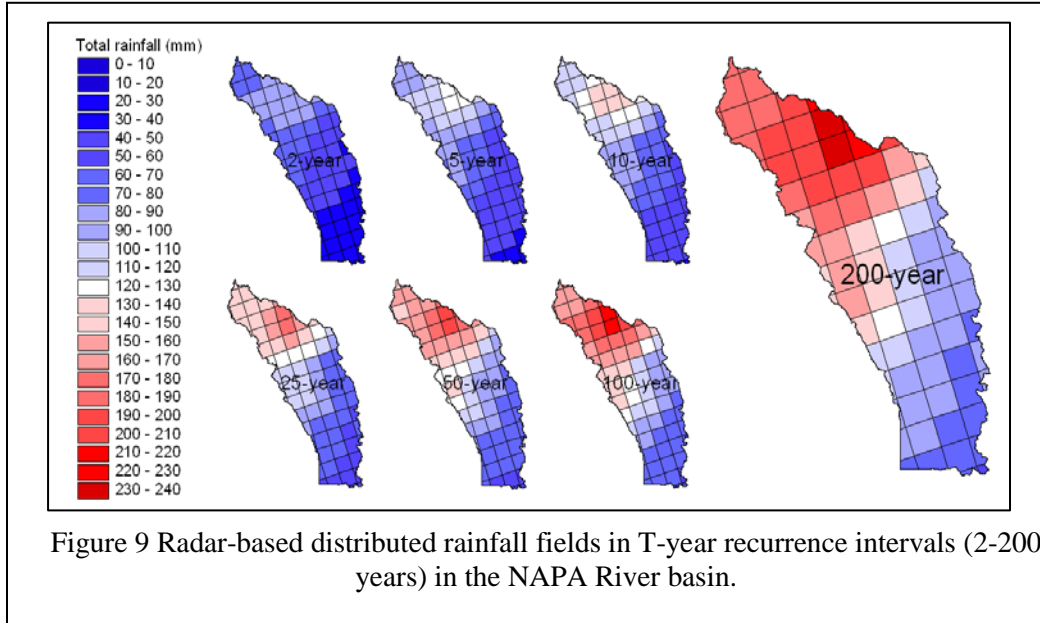 Total rainfall (mm)
0 - 10
10 - 20
20 - 30
30 - 40
40 - 50
50 - 60
60 - 70
70 - 80
80 - 90
90 - 100
100 - 110
110 - 120
120 - 130
130 - 140
140 - 150
150 - 160
160 - 170
170 - 180
180 - 190
190 - 200
200 - 210
210 - 220
220 - 230
230 - 240
2-year
5-year
10-year
200-year
25-year
50-year
100-year
Figure 9 Radar-based distributed rainfall fields in T-year recurrence intervals (2-200
years) in the NAPA River basin.